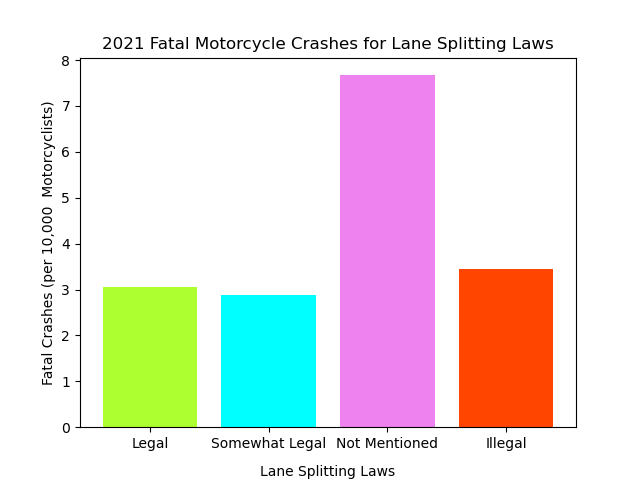 2021 Fatal Motorcycle Crashes for Lane Splitting Laws
8
7
6
5
4
3
2
1
0
Fatal Crashes (per 10,000  Motorcyclists)
Legal
Somewhat Legal
Not Mentioned
Illegal
Lane Splitting Laws